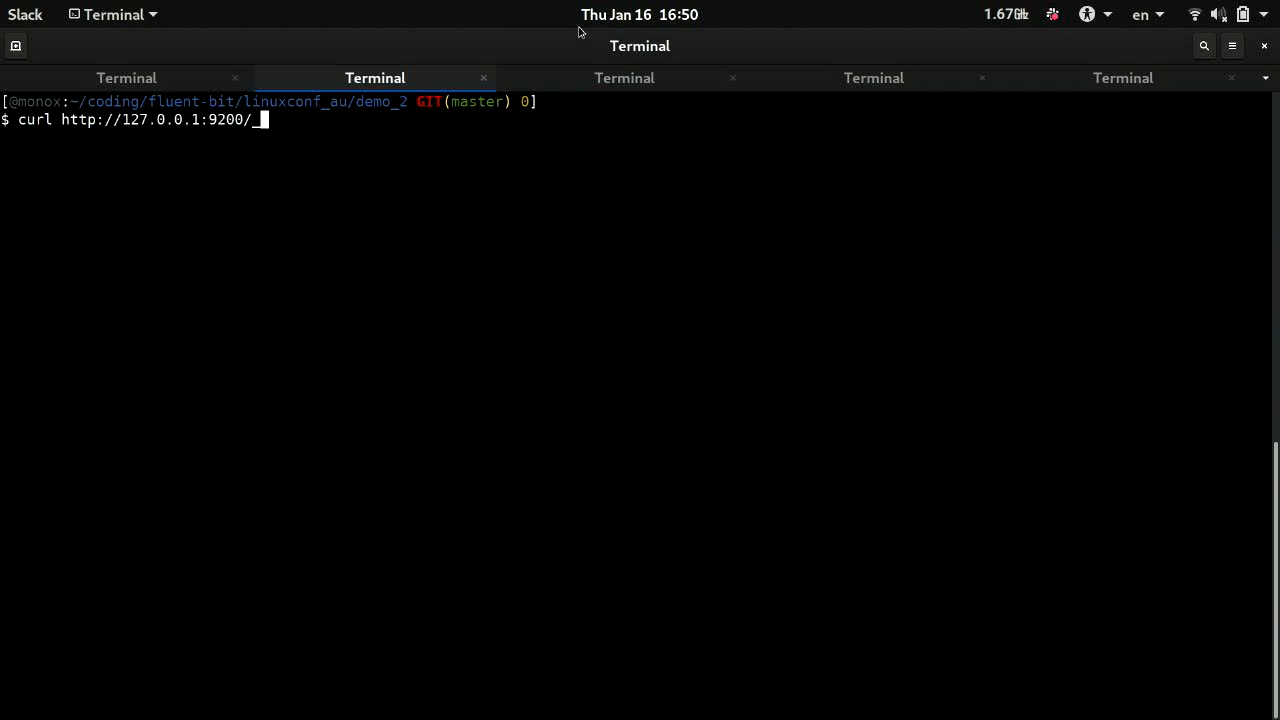 Slack Terminal Thu Jan 16 16:50 1.67GHz en
Terminal
Terminal Terminal Terminal Terminal Terminal
[@monox:~/coding/fluent-bit/linuxconf_au/demo_2 GIT(master) 0]
$ curl http://127.0.0.1:9200/_